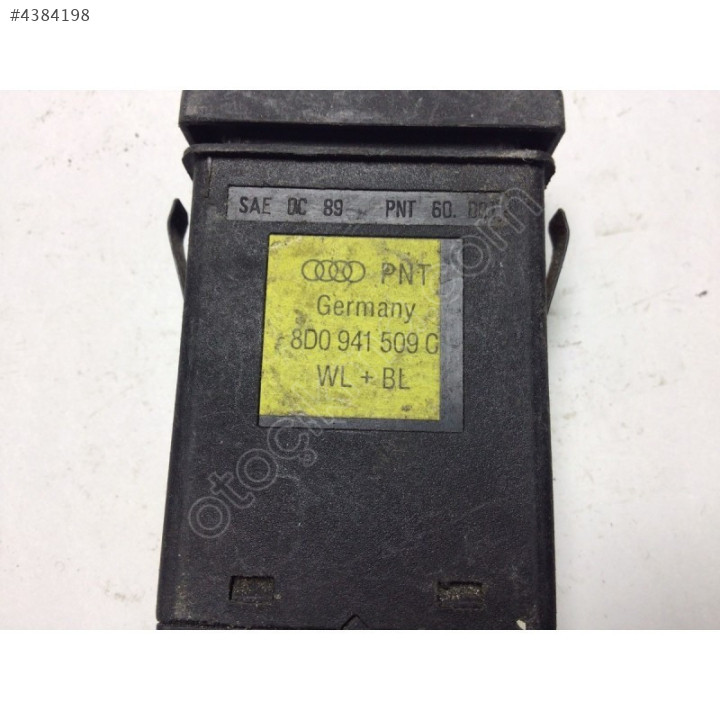 #4384198
SAE DC 89 PNT 60.
PNT
Germany
8D0 941 509 C
WL + BL